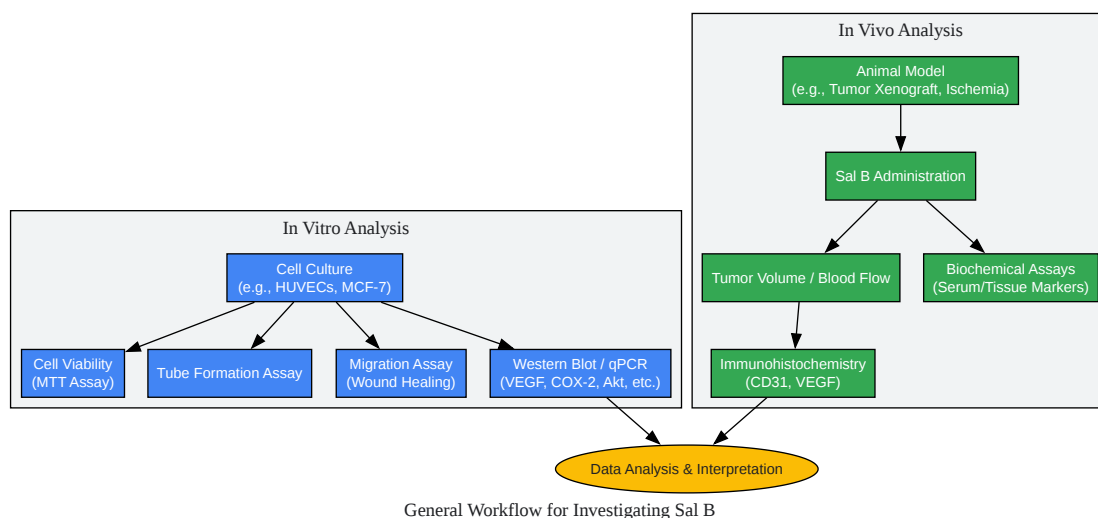 In Vivo Analysis
Animal Model
(e.g., Tumor Xenograft, Ischemia)
Sal B Administration
Tumor Volume / Blood Flow
Biochemical Assays
(Serum/Tissue Markers)
Immunohistochemistry
(CD31, VEGF)
In Vitro Analysis
Cell Culture
(e.g., HUVECs, MCF-7)
Cell Viability
(MTT Assay)
Tube Formation Assay
Migration Assay
(Wound Healing)
Western Blot / qPCR
(VEGF, COX-2, Akt, etc.)
Data Analysis & Interpretation
General Workflow for Investigating Sal B